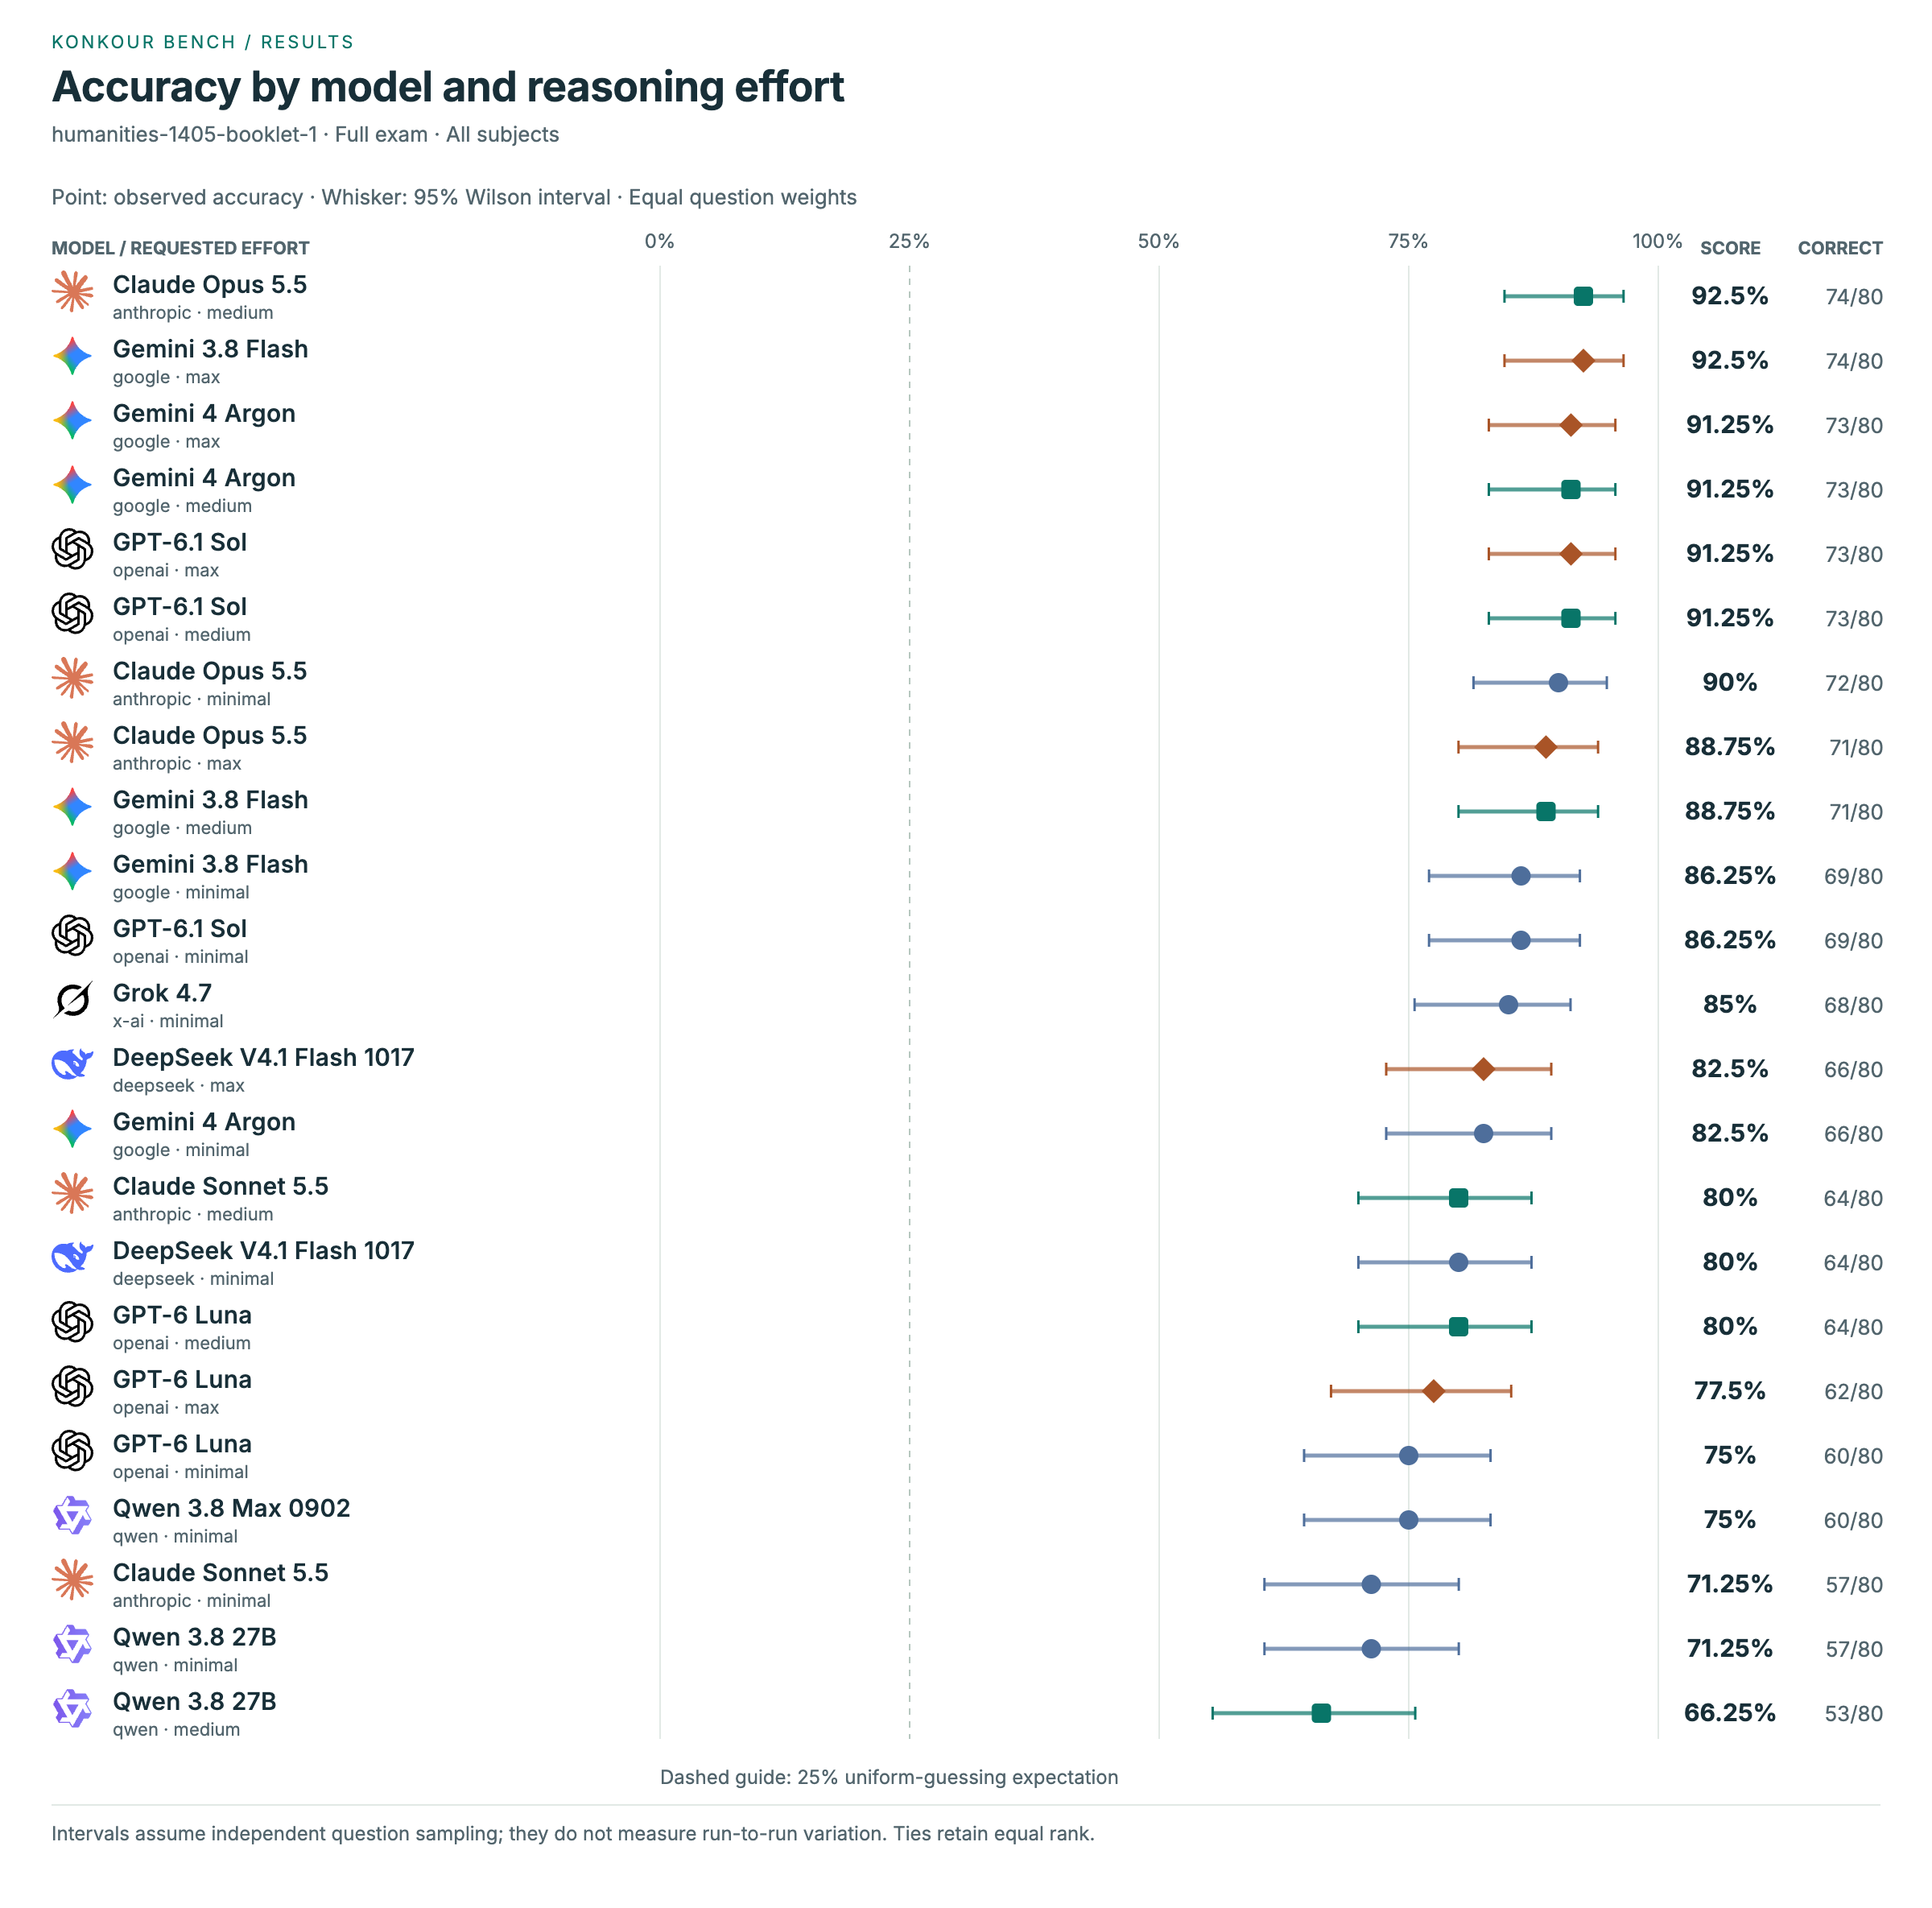 KONKOUR BENCH / RESULTS
Accuracy by model and reasoning effort
humanities-1405-booklet-1 · Full exam · All subjects
Point: observed accuracy · Whisker: 95% Wilson interval · Equal question weights
MODEL / REQUESTED EFFORT 0% 25% 50% 75% 100% SCORE CORRECT
Claude Opus 5.5 92.5% 74/80
anthropic · medium
Gemini 3.8 Flash 92.5% 74/80
google · max
Gemini 4 Argon 91.25% 73/80
google · max
Gemini 4 Argon 91.25% 73/80
google · medium
GPT-6.1 Sol 91.25% 73/80
openai · max
GPT-6.1 Sol 91.25% 73/80
openai · medium
Claude Opus 5.5 90% 72/80
anthropic · minimal
Claude Opus 5.5 88.75% 71/80
anthropic · max
Gemini 3.8 Flash 88.75% 71/80
google · medium
Gemini 3.8 Flash 86.25% 69/80
google · minimal
GPT-6.1 Sol 86.25% 69/80
openai · minimal
Grok 4.7 85% 68/80
x-ai · minimal
DeepSeek V4.1 Flash 1017 82.5% 66/80
deepseek · max
Gemini 4 Argon 82.5% 66/80
google · minimal
Claude Sonnet 5.5 80% 64/80
anthropic · medium
DeepSeek V4.1 Flash 1017 80% 64/80
deepseek · minimal
GPT-6 Luna 80% 64/80
openai · medium
GPT-6 Luna 77.5% 62/80
openai · max
GPT-6 Luna 75% 60/80
openai · minimal
Qwen 3.8 Max 0902 75% 60/80
qwen · minimal
Claude Sonnet 5.5 71.25% 57/80
anthropic · minimal
Qwen 3.8 27B 71.25% 57/80
qwen · minimal
Qwen 3.8 27B 66.25% 53/80
qwen · medium
Dashed guide: 25% uniform-guessing expectation
Intervals assume independent question sampling; they do not measure run-to-run variation. Ties retain equal rank.